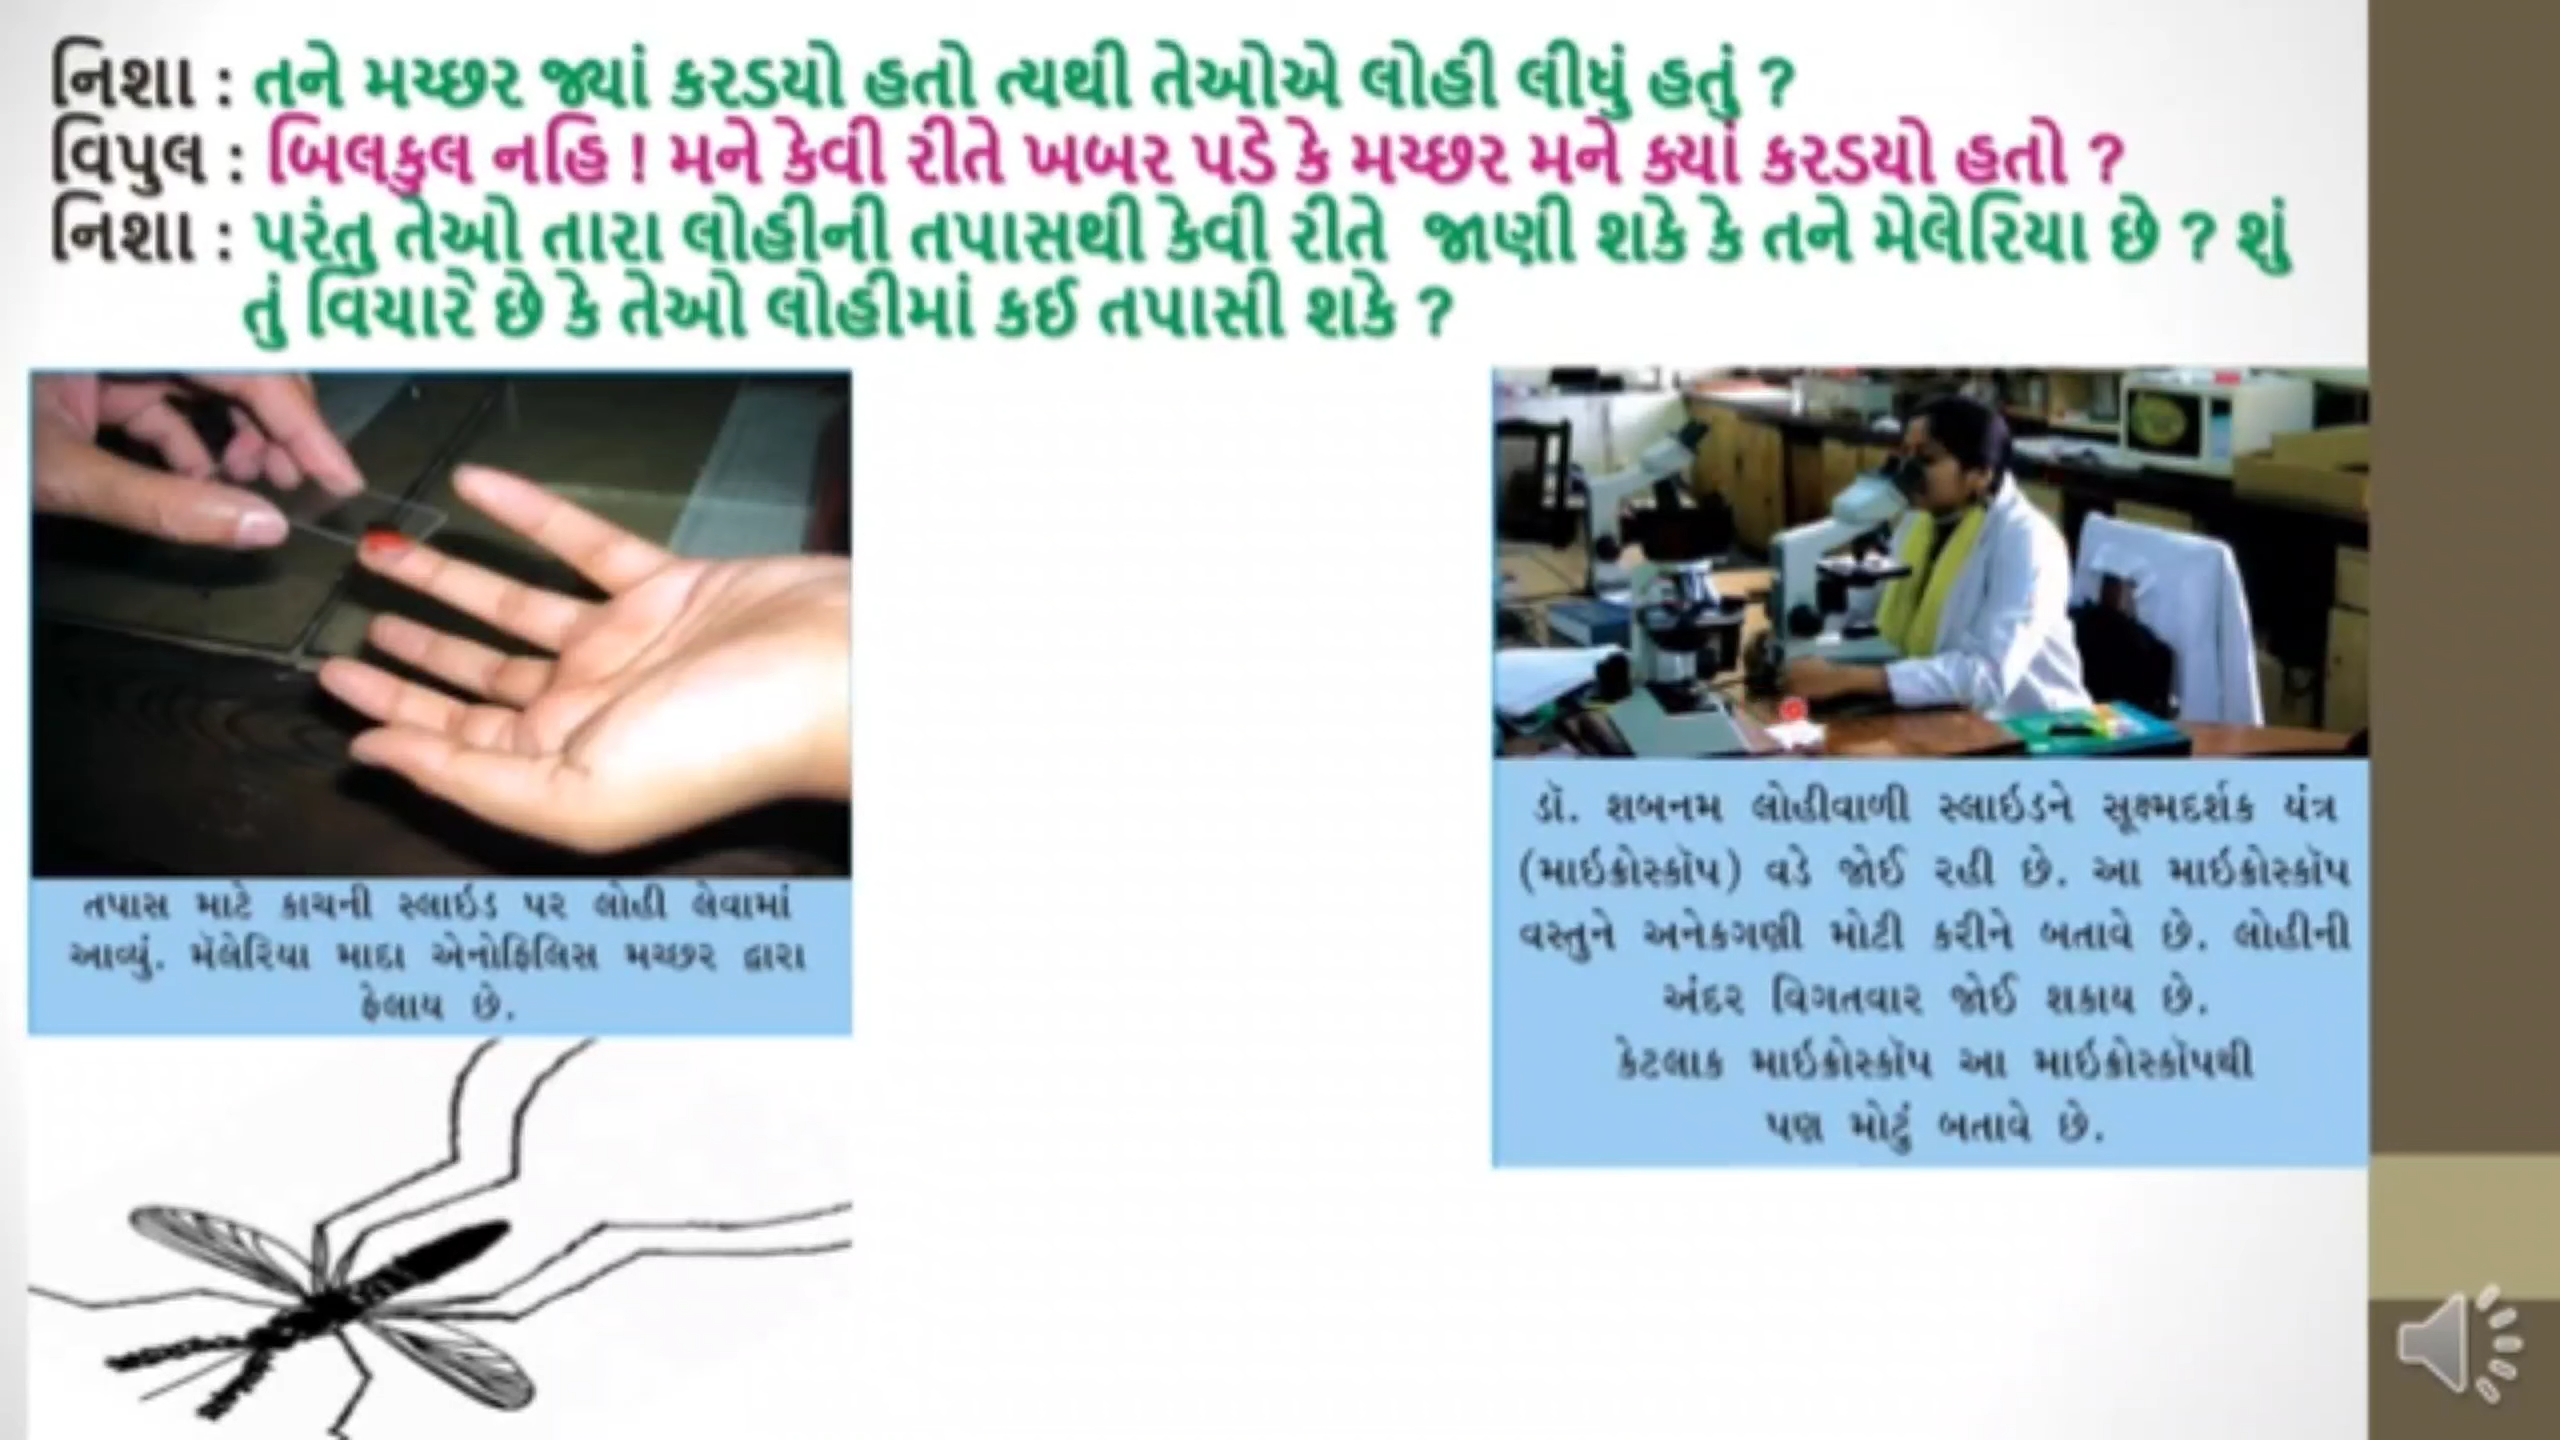 નિશા : તને મચ્છર જ્યાં કરડયો હતો ત્યથી તેઓએ લોહી લીધું હતું ?
વિપુલ : બિલકુલ નહિ ! મને કેવી રીતે ખબર પડે કે મચ્છર મને ક્યાં કરડયો હતો ?
નિશા : પરંતુ તેઓ તારા લોહીની તપાસથી કેવી રીતે જાણી શકે કે તને મેલેરિયા છે ? શું
તું વિચારે છે કે તેઓ લોહીમાં કઈ તપાસી શકે ?
તપાસ માટે કાચની સ્લાઈડ પર લોહી લેવામાં
આવ્યું. મૅલેરિયા માદા એનોફિલિસ મચ્છર દ્વારા
ફેલાય છે.
ડૉ. શબનમ લોહીવાળી સ્લાઈડને સૂક્ષ્મદર્શક યંત્ર
(માઈક્રોસ્કૉપ) વડે જોઈ રહી છે. આ માઈક્રોસ્કૉપ
વસ્તુને અનેકગણી મોટી કરીને બતાવે છે. લોહીની
અંદર વિગતવાર જોઈ શકાય છે.
કેટલાક માઈક્રોસ્કૉપ આ માઈક્રોસ્કૉપથી
પણ મોટું બતાવે છે.